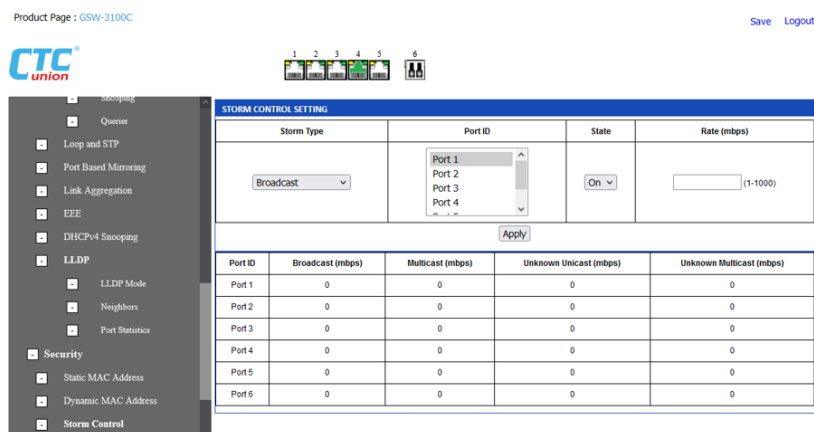 Product Page : GSW-3100C
Save Logout
CTC
union
1 2 3 4 5 6
Snooping
Querier
Loop and STP
Port Based Mirroring
Link Aggregation
EEE
DHCPv4 Snooping
LLDP
LLDP Mode
Neighbors
Port Statistics
Security
Static MAC Address
Dynamic MAC Address
Storm Control
STORM CONTROL SETTING
Storm Type Port ID State Rate (mbps)
Broadcast
Port 1
Port 2
Port 3
Port 4
On
(1-1000)
Apply
Port ID Broadcast (mbps) Multicast (mbps) Unknown Unicast (mbps) Unknown Multicast (mbps)
Port 1 0 0 0 0
Port 2 0 0 0 0
Port 3 0 0 0 0
Port 4 0 0 0 0
Port 5 0 0 0 0
Port 6 0 0 0 0